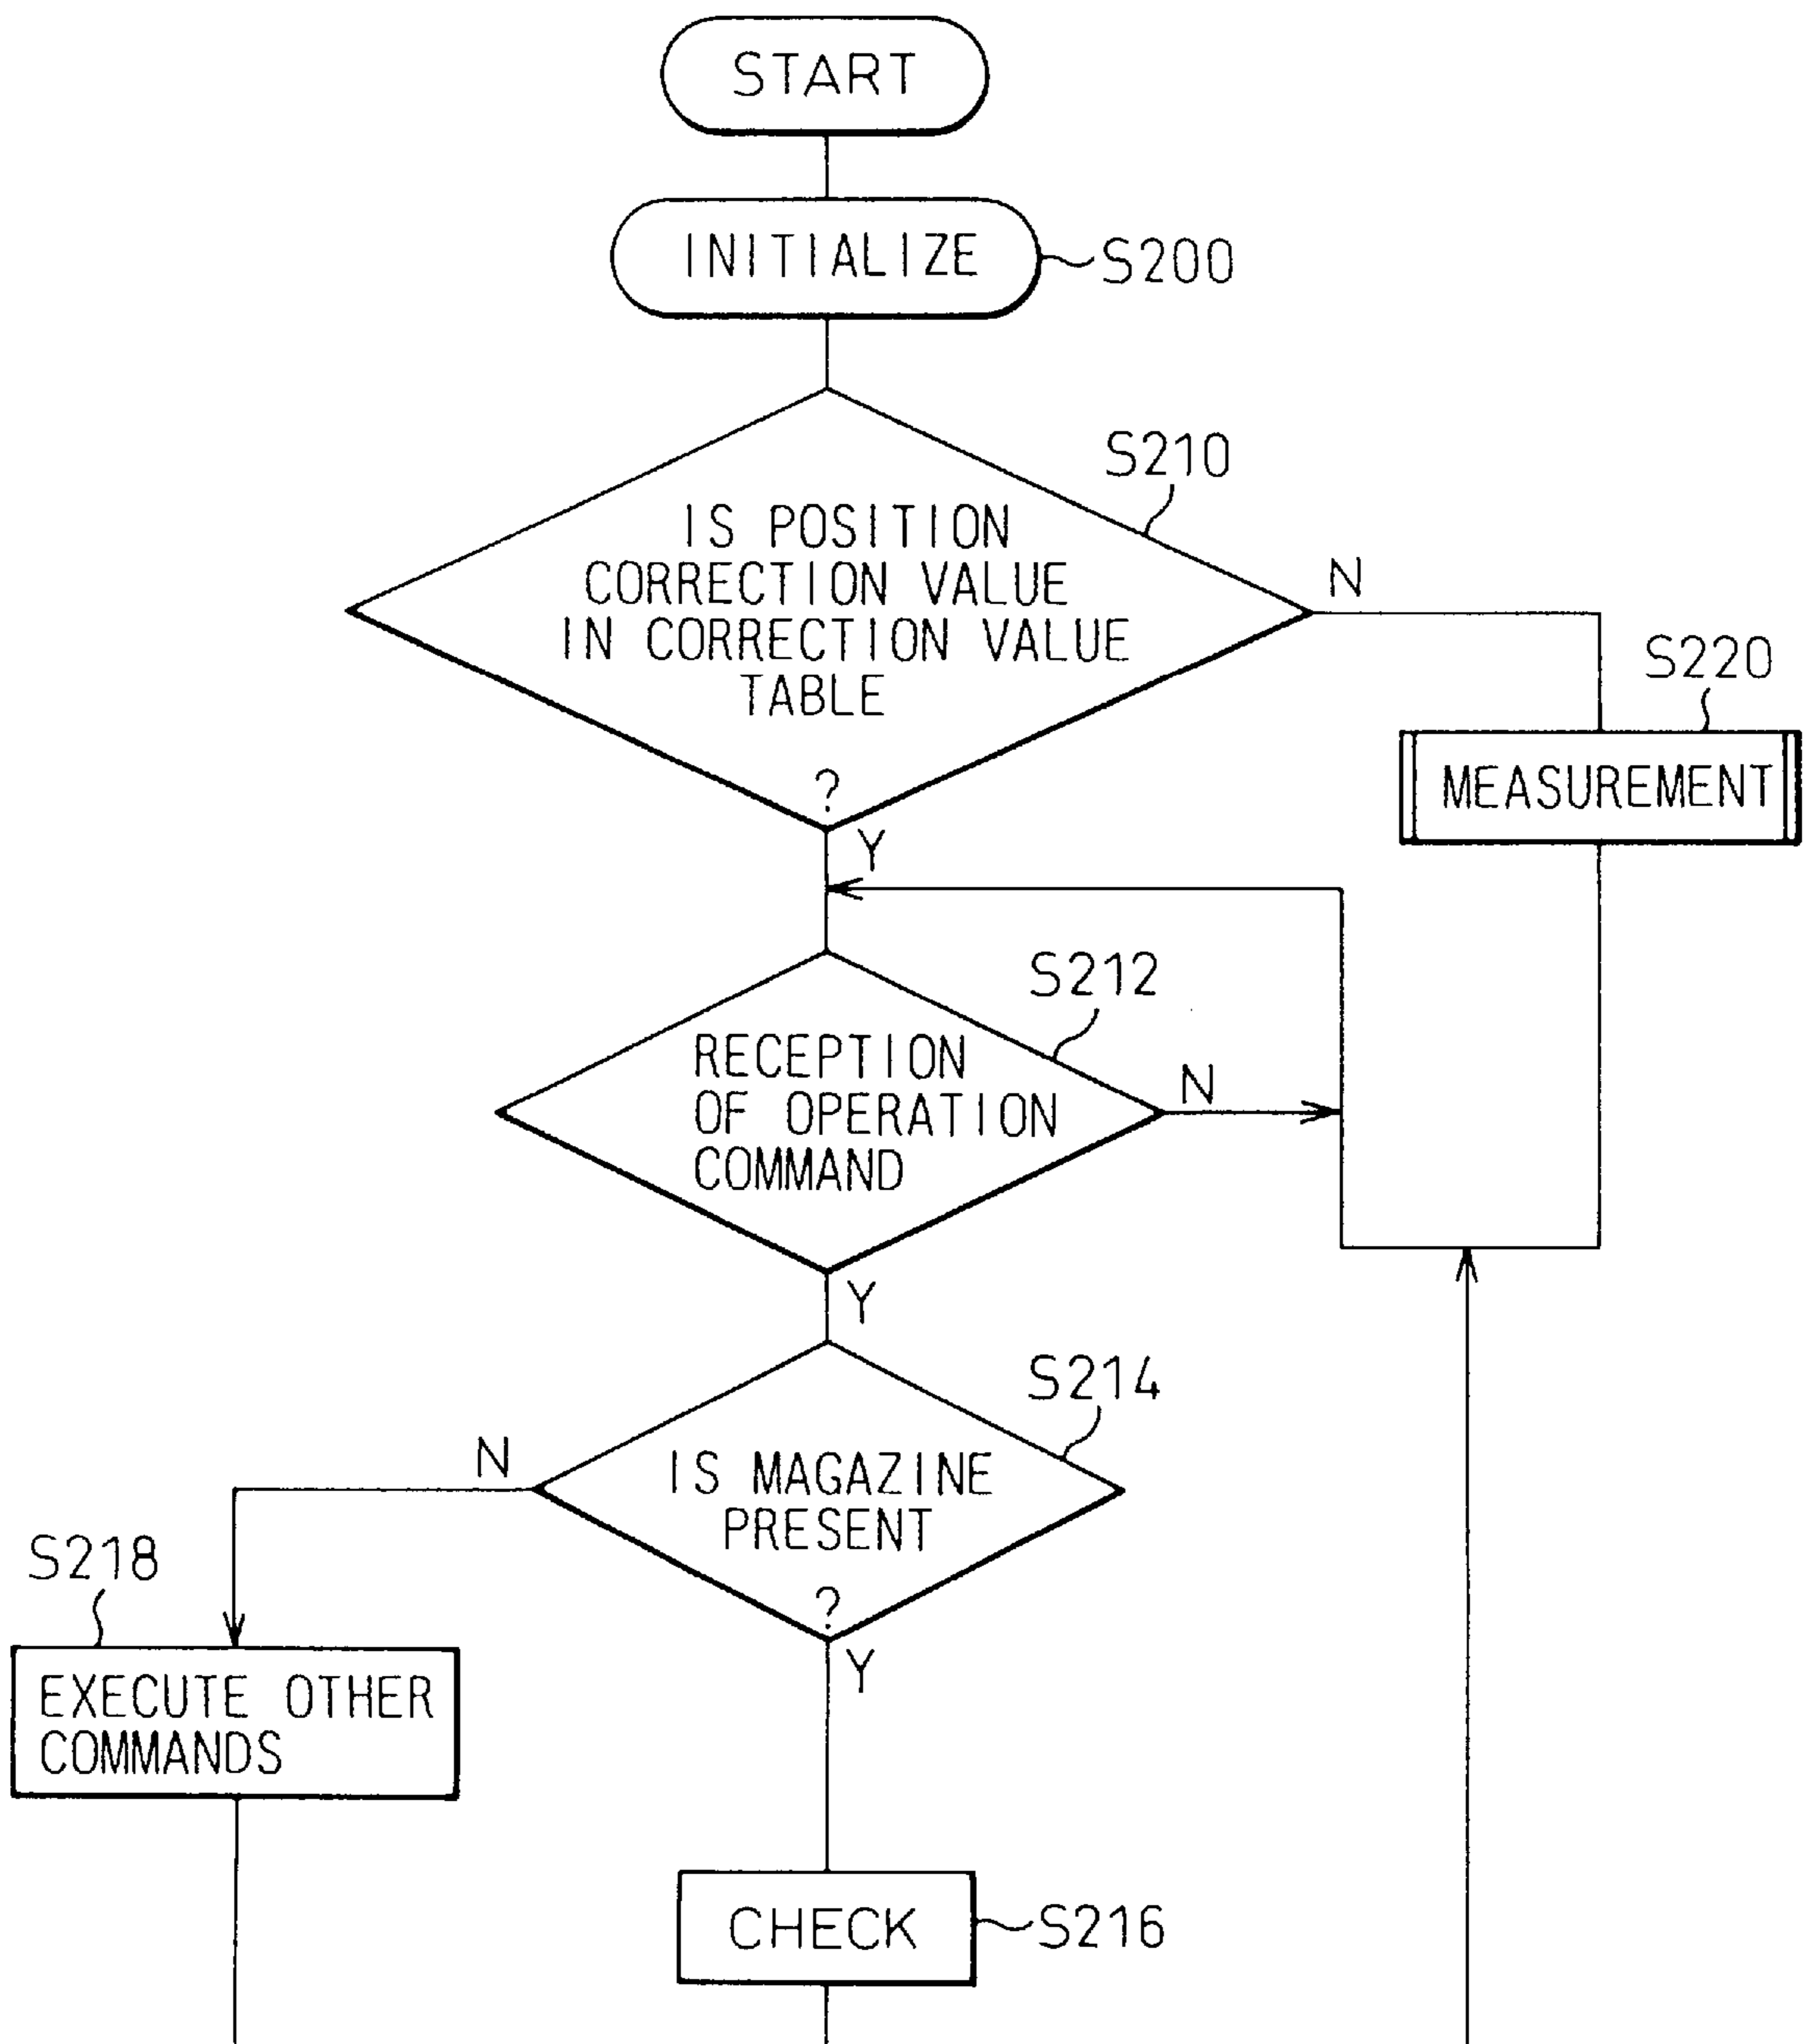 START
INITIALIZE
S200
S210
IS POSITION
CORRECTION VALUE
IN CORRECTION VALUE
TABLE
?
N
Y
S220
MEASUREMENT
S212
RECEPTION
OF OPERATION
COMMAND
N
Y
S214
IS MAGAZINE
PRESENT
?
N
Y
S218
EXECUTE OTHER
COMMANDS
CHECK
S216